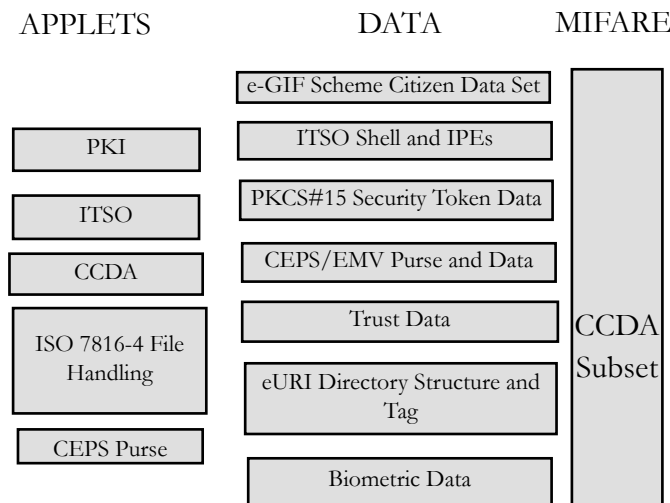 APPLETS
PKI
ITSO
CCDA
ISO 7816-4 File
Handling
CEPS Purse
DATA
e-GIF Scheme Citizen Data Set
ITSO Shell and IPEs
PKCS#15 Security Token Data
CEPS/EMV Purse and Data
Trust Data
eURI Directory Structure and
Tag
Biometric Data
MIFARE
CCDA
Subset